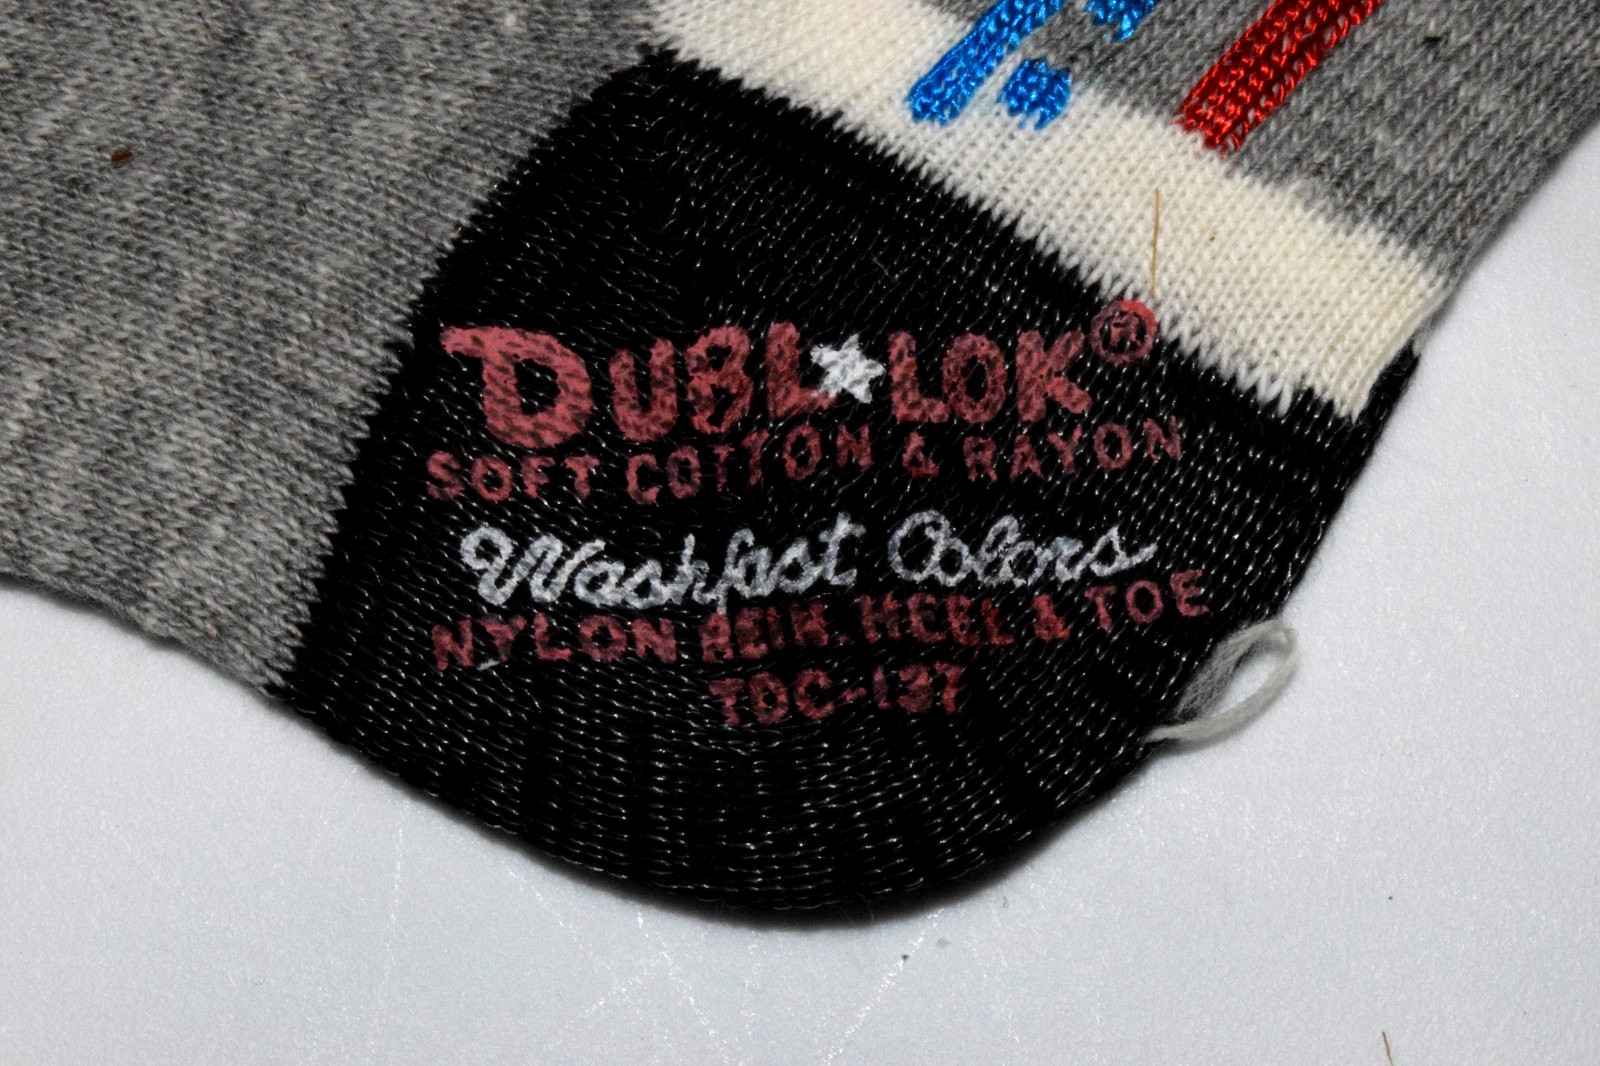 DUBL★LOK®
SOFT COTTON & RAYON
Washfast Colors
NYLON REIN. HEEL & TOE
TDC-137